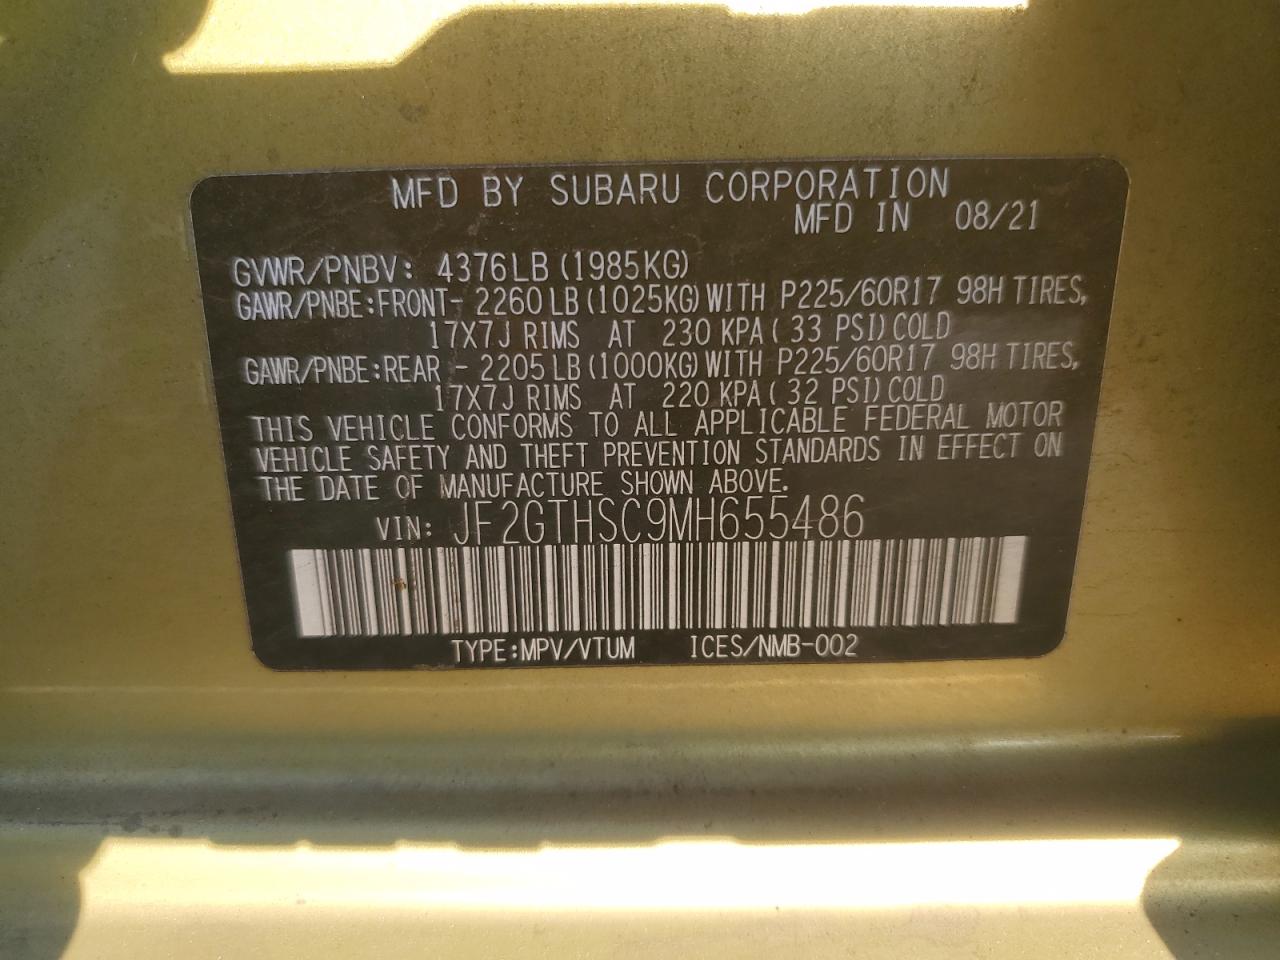 MFD BY SUBARU CORPORATION
MFD IN 08/21
GVWR/PNBV: 4376LB(1985KG)
GAWR/PNBE:FRONT- 2260LB(1025KG)WITH P225/60R17 98H TIRES,
17X7J RIMS AT 230 KPA( 33 PSI)COLD
GAWR/PNBE:REAR - 2205LB(1000KG)WITH P225/60R17 98H TIRES,
17X7J RIMS AT 220 KPA( 32 PSI)COLD
THIS VEHICLE CONFORMS TO ALL APPLICABLE FEDERAL MOTOR
VEHICLE SAFETY AND THEFT PREVENTION STANDARDS IN EFFECT ON
THE DATE OF MANUFACTURE SHOWN ABOVE.
VIN: JF2GTHSC9MH655486
TYPE:MPV/VTUM ICES/NMB-002